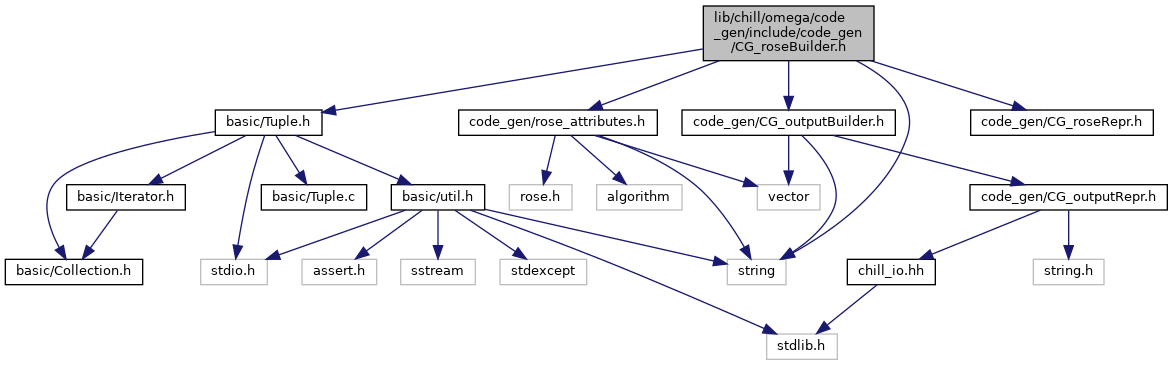 lib/chill/omega/code
_gen/include/code_gen
/CG_roseBuilder.h
basic/Tuple.h
code_gen/rose_attributes.h
code_gen/CG_outputBuilder.h
code_gen/CG_roseRepr.h
basic/Iterator.h
basic/Tuple.c
basic/util.h
rose.h
algorithm
vector
code_gen/CG_outputRepr.h
basic/Collection.h
stdio.h
assert.h
sstream
stdexcept
string
chill_io.hh
string.h
stdlib.h